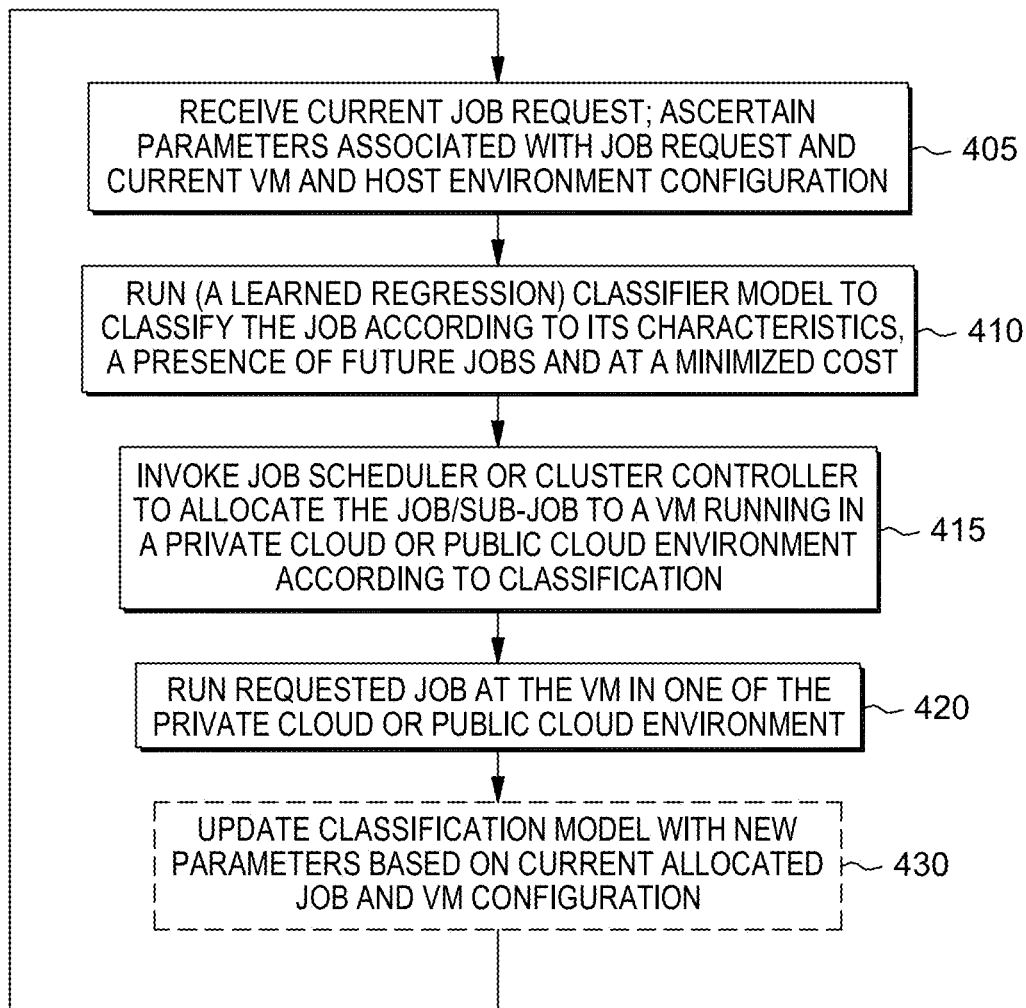 RECEIVE CURRENT JOB REQUEST; ASCERTAIN
PARAMETERS ASSOCIATED WITH JOB REQUEST AND
CURRENT VM AND HOST ENVIRONMENT CONFIGURATION
405
RUN (A LEARNED REGRESSION) CLASSIFIER MODEL TO
CLASSIFY THE JOB ACCORDING TO ITS CHARACTERISTICS,
A PRESENCE OF FUTURE JOBS AND AT A MINIMIZED COST
410
INVOKE JOB SCHEDULER OR CLUSTER CONTROLLER
TO ALLOCATE THE JOB/SUB-JOB TO A VM RUNNING IN
A PRIVATE CLOUD OR PUBLIC CLOUD ENVIRONMENT
ACCORDING TO CLASSIFICATION
415
RUN REQUESTED JOB AT THE VM IN ONE OF THE
PRIVATE CLOUD OR PUBLIC CLOUD ENVIRONMENT
420
UPDATE CLASSIFICATION MODEL WITH NEW
PARAMETERS BASED ON CURRENT ALLOCATED
JOB AND VM CONFIGURATION
430